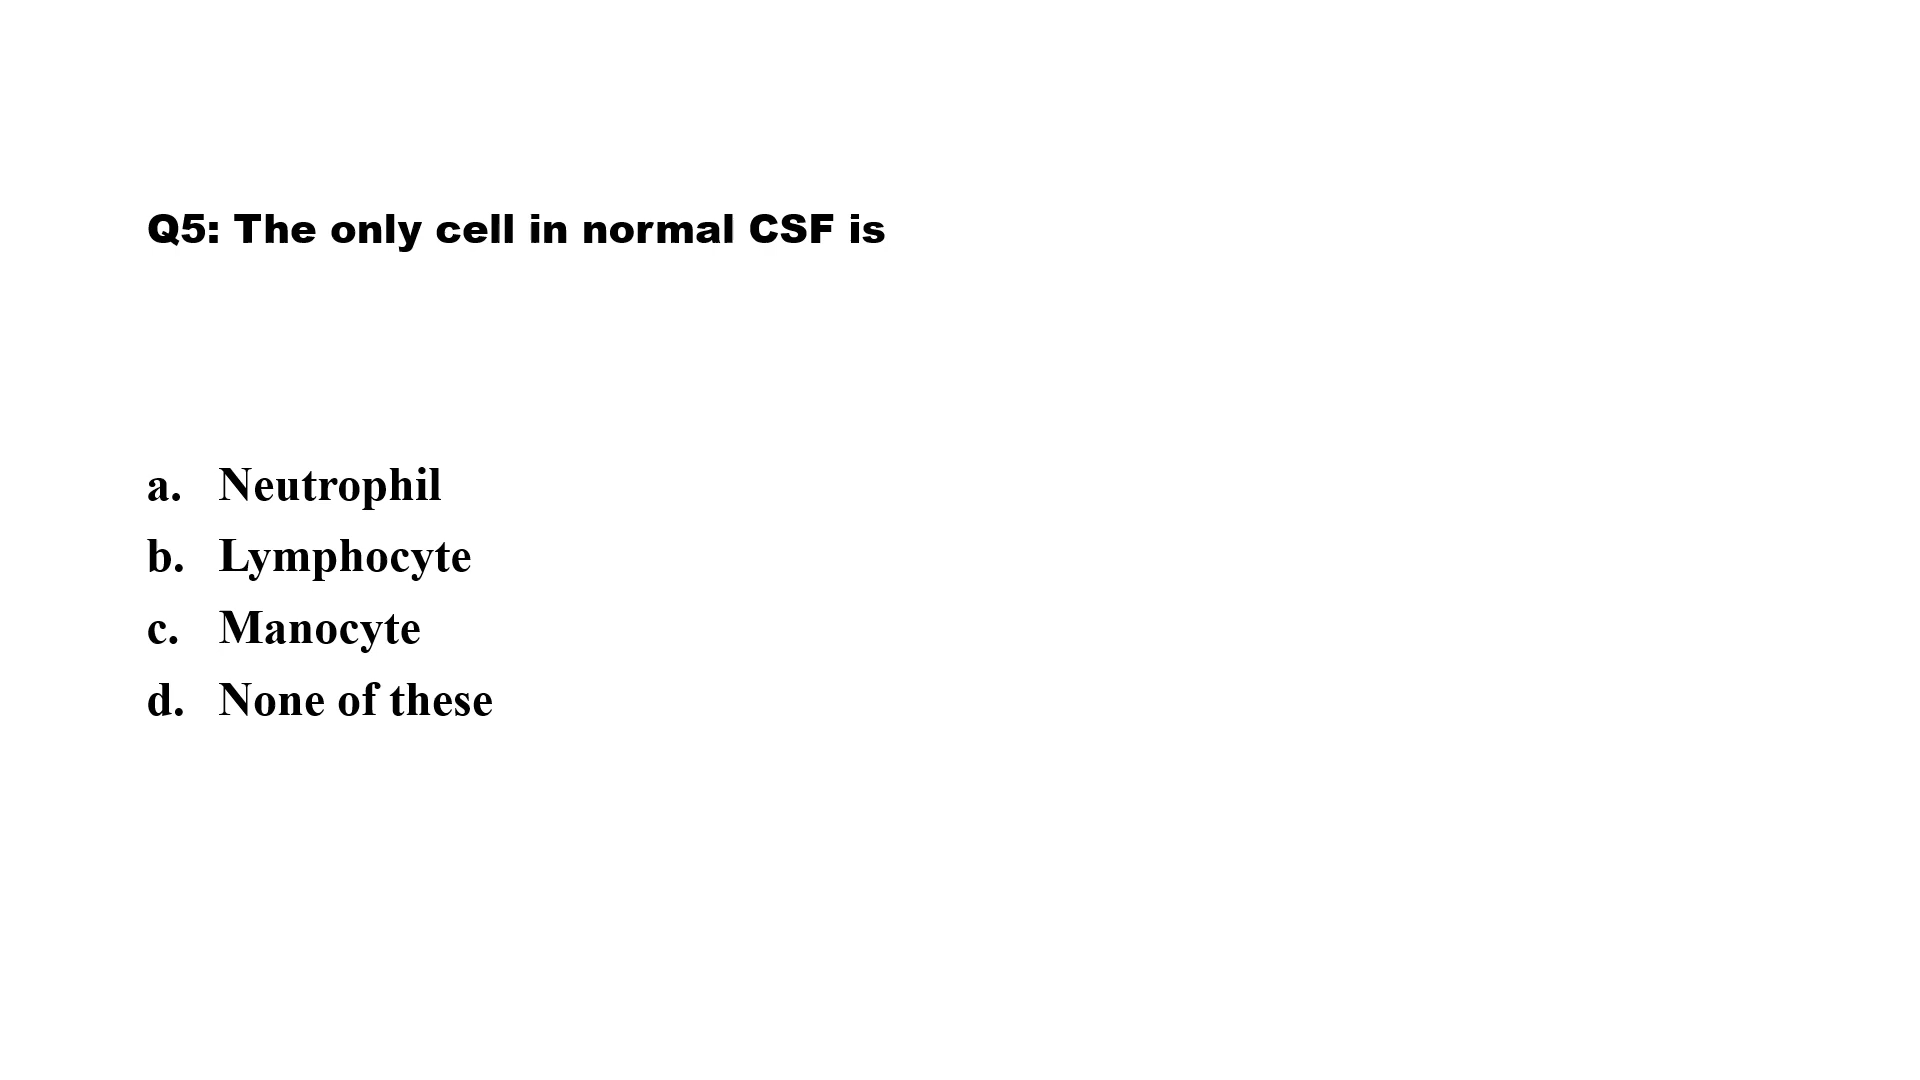 Q5: The only cell in normal CSF is
a. Neutrophil
b. Lymphocyte
c. Manocyte
d. None of these